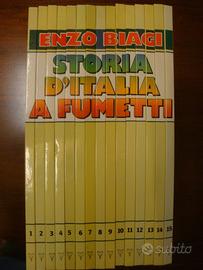 ENZO BIAGI
STORIA
D'ITALIA
A FUMETTI
1 2 3 4 5 6 7 8 9 10 11 12 13 14 15
subito